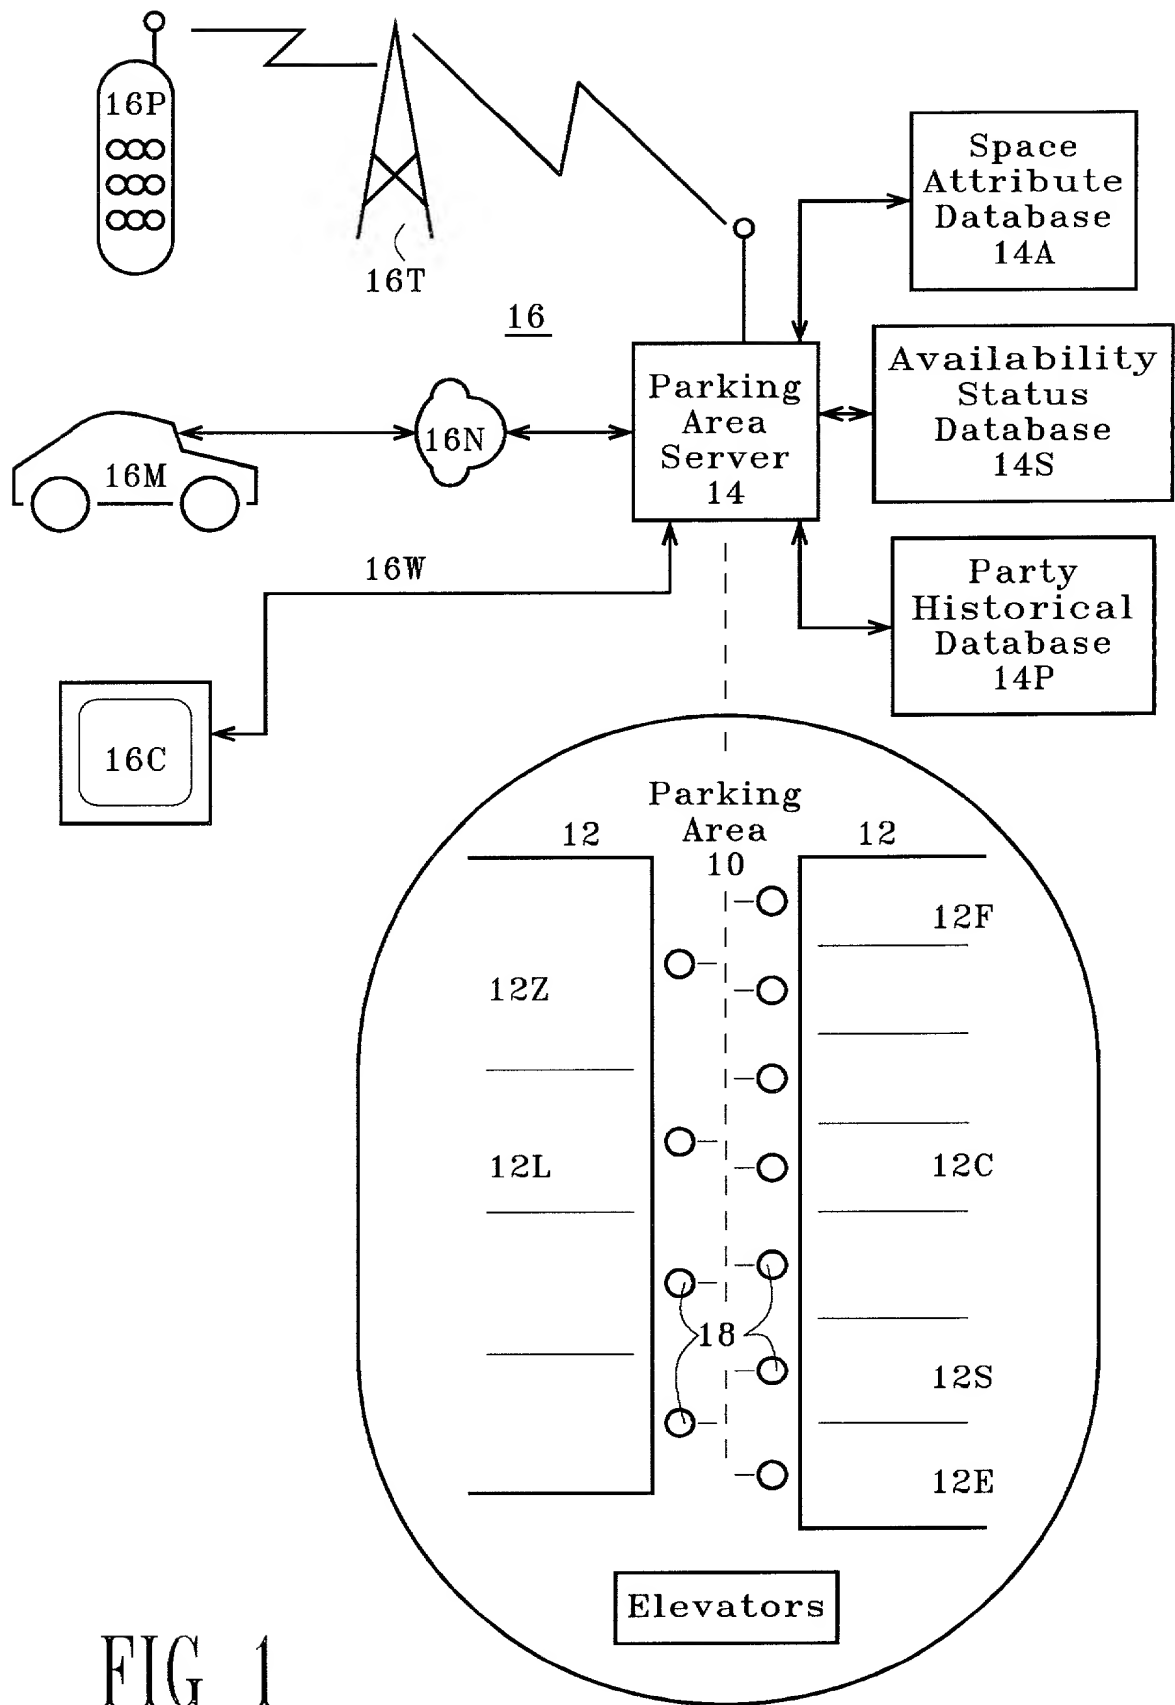 16P
16T
16
Space
Attribute
Database
14A
Availability
Status
Database
14S
Parking
Area
Server
14
16N
16M
16W
Party
Historical
Database
14P
16C
Parking
Area
10
12
12
12F
12Z
12L
12C
18
12S
12E
Elevators
FIG 1